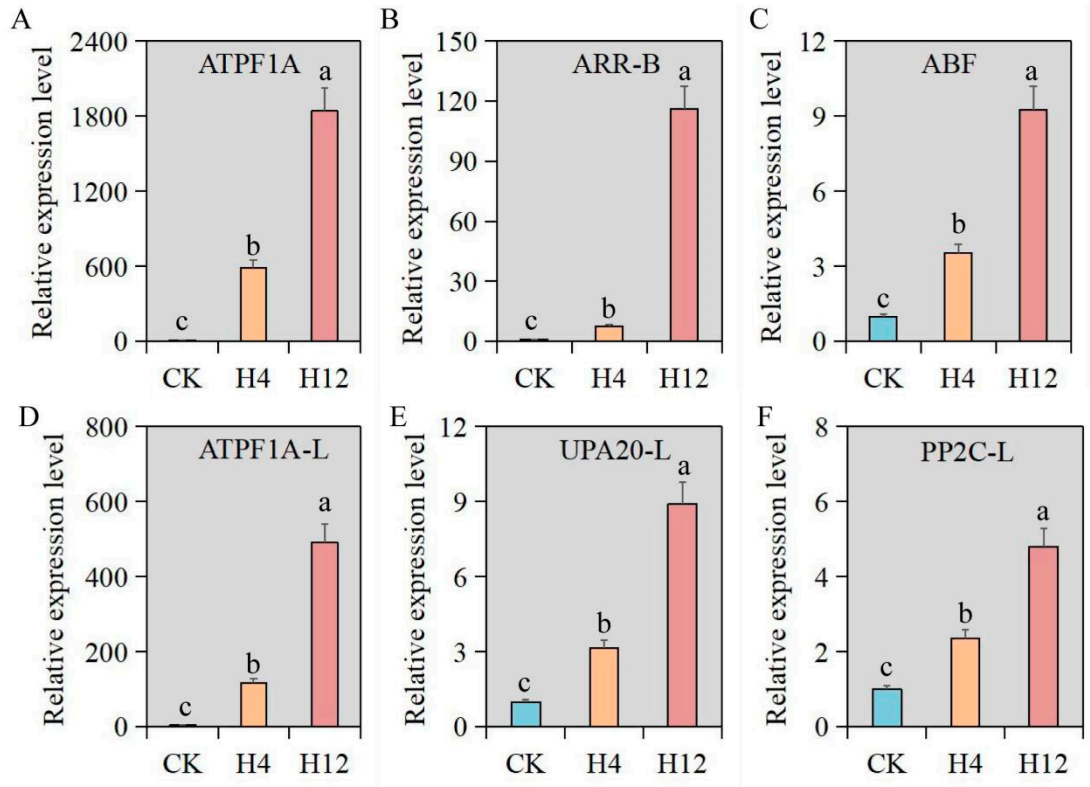 A
Relative expression level
2400
1800
1200
600
0
ATPF1A
c
b
a
CK H4 H12
B
Relative expression level
150
120
90
60
30
0
ARR-B
c
b
a
CK H4 H12
C
Relative expression level
12
9
6
3
0
ABF
c
b
a
CK H4 H12
D
Relative expression level
800
600
400
200
0
ATPF1A-L
c
b
a
CK H4 H12
E
Relative expression level
12
9
6
3
0
UPA20-L
c
b
a
CK H4 H12
F
Relative expression level
8
6
4
2
0
PP2C-L
c
b
a
CK H4 H12